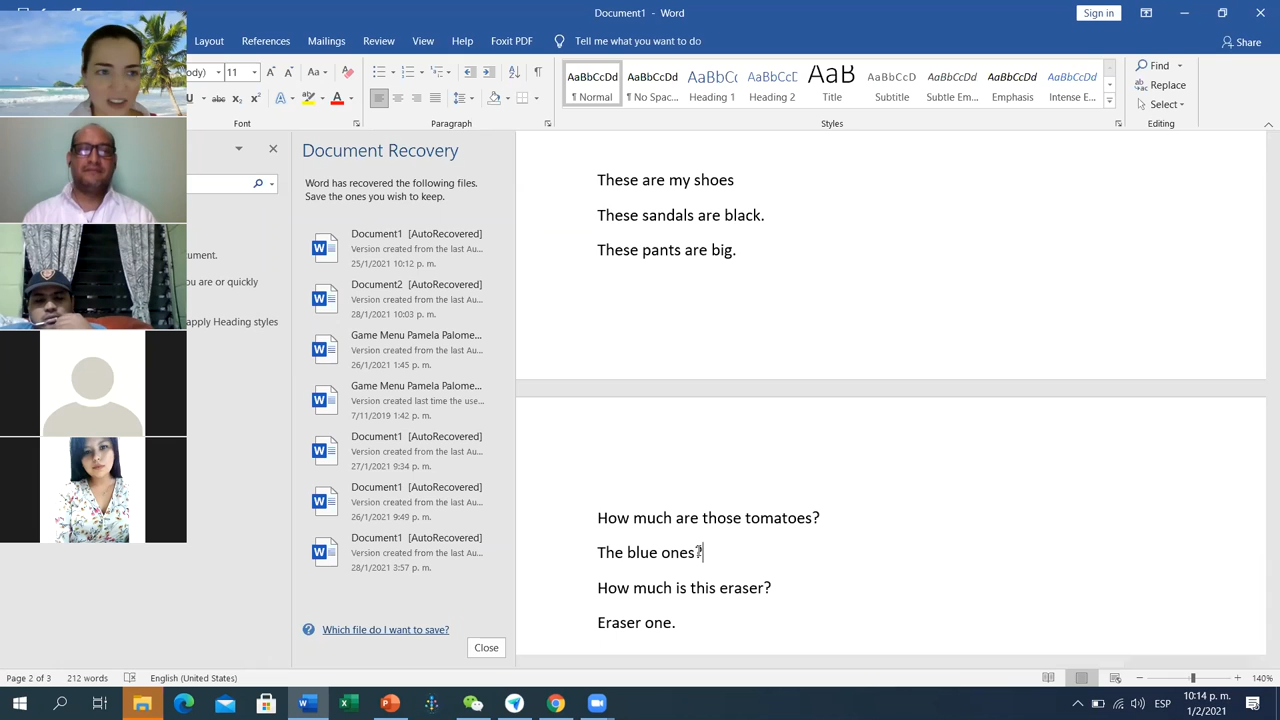 Document1 - Word
Sign in
Layout References Mailings Review View Help Foxit PDF Tell me what you want to do
Share
11
Aa
abc x₂ x²
AaBbCcDd AaBbCcDd AaBbCc AaBbCcD AaB AaBbCcD AaBbCcDd AaBbCcDd AaBbCcDd
¶ Normal ¶ No Spac... Heading 1 Heading 2 Title Subtitle Subtle Em... Emphasis Intense E...
Find
Replace
Select
Font Paragraph Styles Editing
Document Recovery
Word has recovered the following files.
Save the ones you wish to keep.
Document1 [AutoRecovered]
Version created from the last Au...
25/1/2021 10:12 p. m.
Document2 [AutoRecovered]
Version created from the last Au...
28/1/2021 10:03 p. m.
Game Menu Pamela Palome...
Version created from the last Au...
26/1/2021 1:45 p. m.
Game Menu Pamela Palome...
Version created last time the use...
7/11/2019 1:42 p. m.
Document1 [AutoRecovered]
Version created from the last Au...
27/1/2021 9:34 p. m.
Document1 [AutoRecovered]
Version created from the last Au...
26/1/2021 9:49 p. m.
Document1 [AutoRecovered]
Version created from the last Au...
28/1/2021 3:57 p. m.
Which file do I want to save?
Close
ument.
ou are or quickly
apply Heading styles
These are my shoes
These sandals are black.
These pants are big.
How much are those tomatoes?
The blue ones?
How much is this eraser?
Eraser one.
Page 2 of 3 212 words English (United States)
140%
ESP
10:14 p. m.
1/2/2021